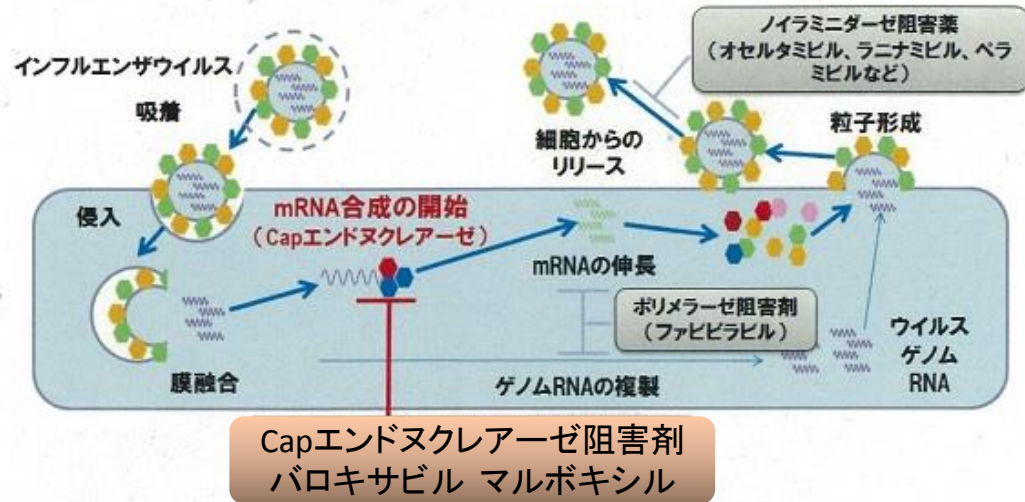 インフルエンザウイルス
吸着
侵入
膜融合
mRNA合成の開始
（Capエンドヌクレアーゼ）
mRNAの伸長
細胞からの
リリース
ノイラミニダーゼ阻害薬
（オセルタミビル、ラニナミビル、ペラ
ミビルなど）
粒子形成
ポリメラーゼ阻害剤
（ファビピラビル）
ゲノムRNAの複製
ウイルス
ゲノム
RNA
Capエンドヌクレアーゼ阻害剤
バロキサビル マルボキシル